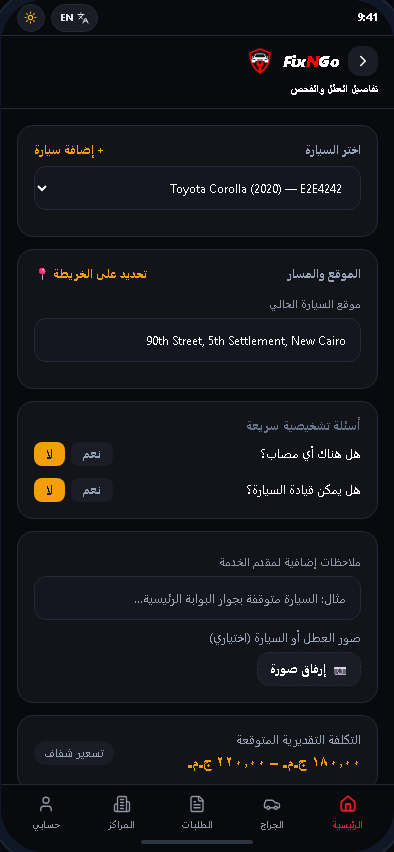 9:41
EN
FixNGo
تفاصيل العطل والفحص
اختر السيارة
+ إضافة سيارة
Toyota Corolla (2020) — E2E4242
الموقع والمسار
تحديد على الخريطة
موقع السيارة الحالي
90th Street, 5th Settlement, New Cairo
أسئلة تشخيصية سريعة
هل هناك أي مصاب؟
نعم
لا
هل يمكن قيادة السيارة؟
نعم
لا
ملاحظات إضافية لمقدم الخدمة
مثال: السيارة متوقفة بجوار البوابة الرئيسية...
صور العطل أو السيارة (اختياري)
إرفاق صورة
التكلفة التقديرية المتوقعة
١٨٠٫٠٠ ج.م. – ٢٢٠٫٠٠ ج.م.
تسعير شفاف
الرئيسية
الجراج
الطلبات
المراكز
حسابي